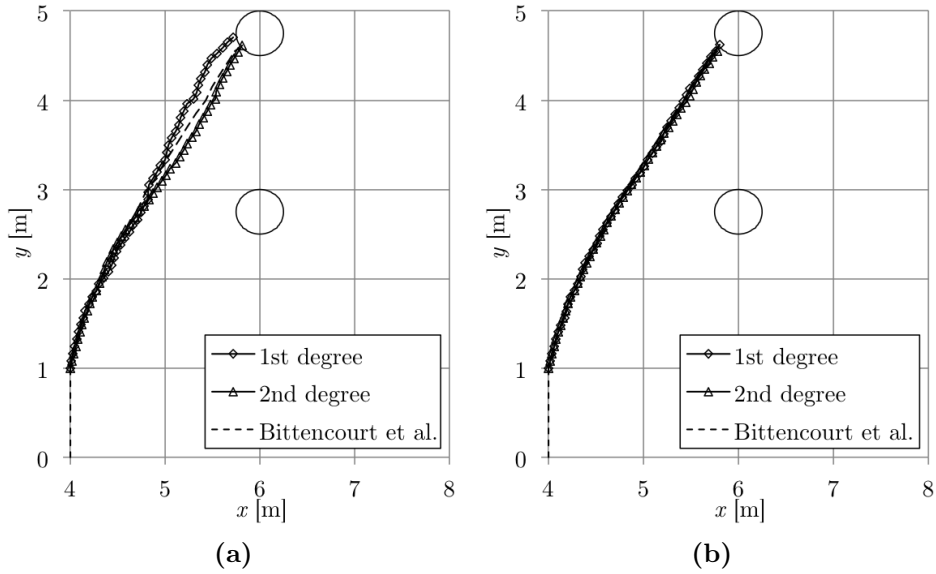 5
4
3
2
1
0
y [m]
4
5
6
7
8
x [m]
1st degree
2nd degree
Bittencourt et al.
(a)
5
4
3
2
1
0
y [m]
4
5
6
7
8
x [m]
1st degree
2nd degree
Bittencourt et al.
(b)